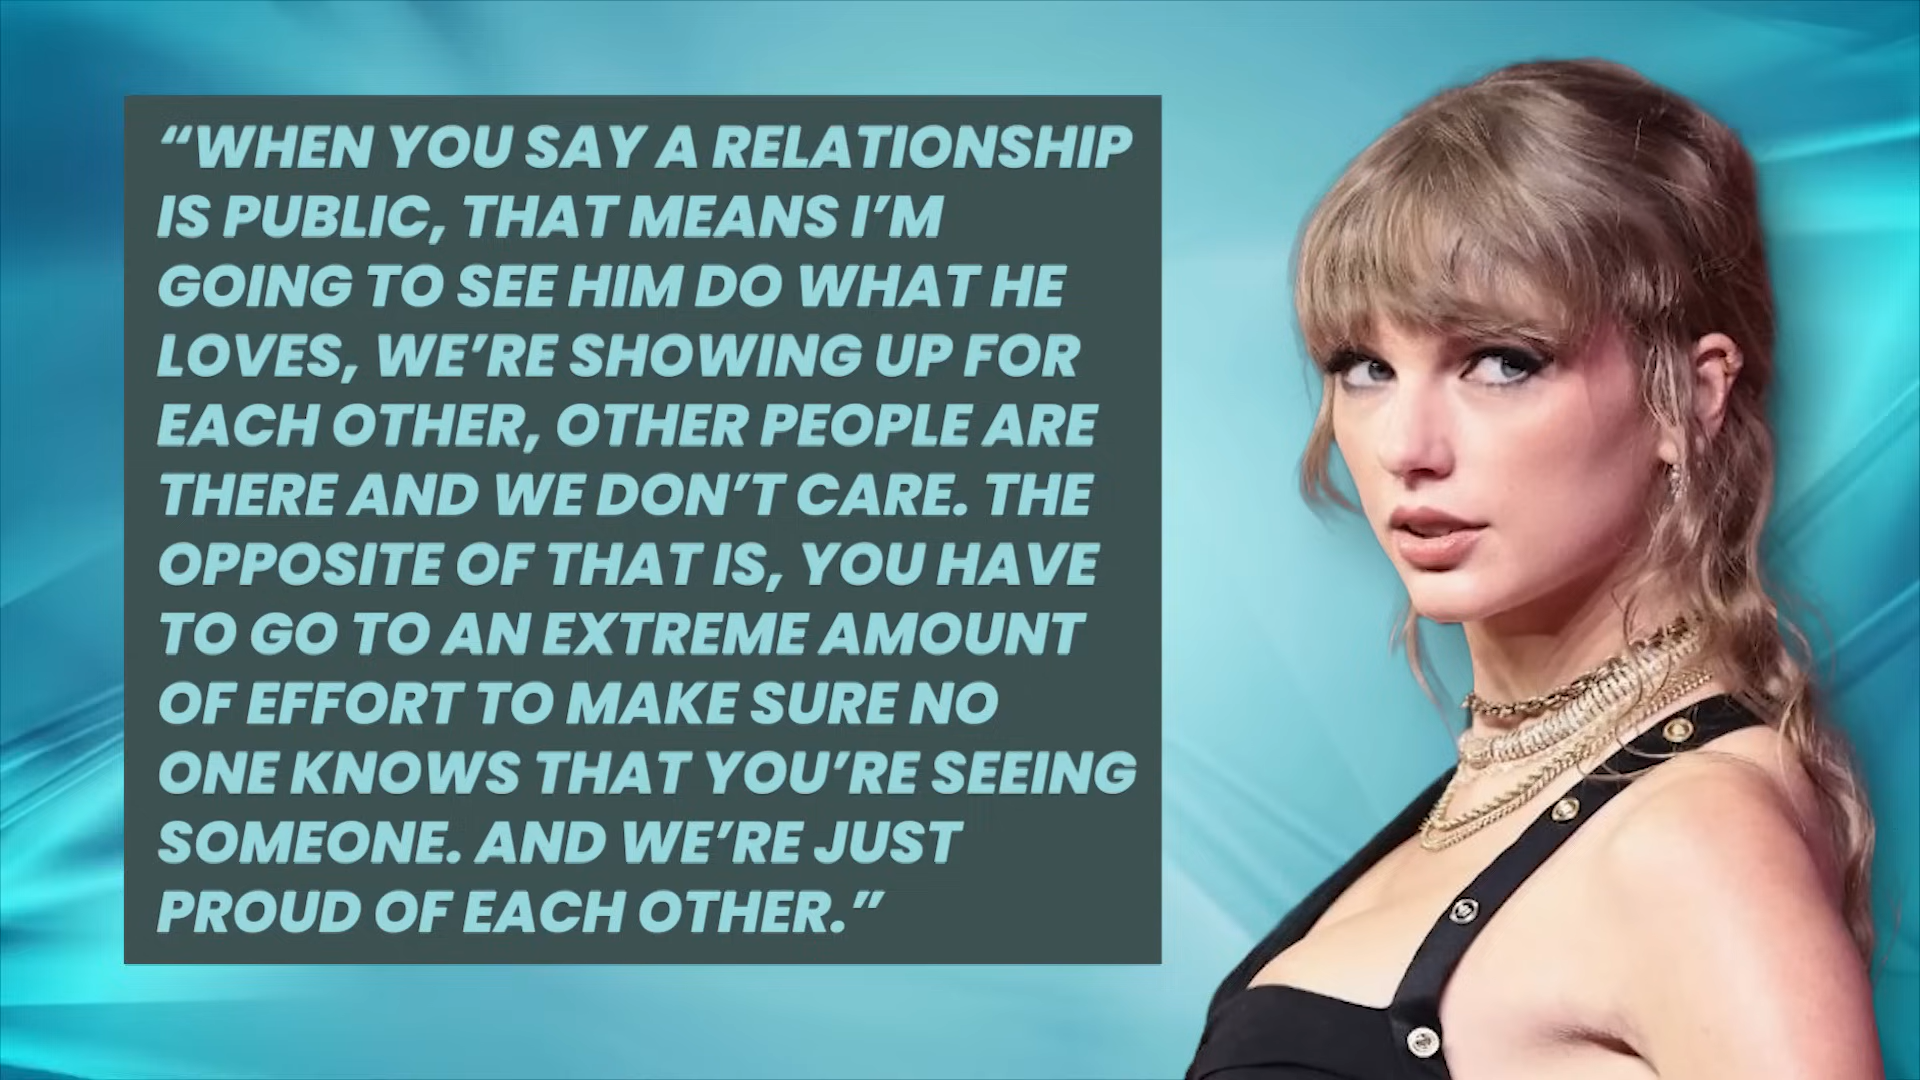 “WHEN YOU SAY A RELATIONSHIP
IS PUBLIC, THAT MEANS I’M
GOING TO SEE HIM DO WHAT HE
LOVES, WE’RE SHOWING UP FOR
EACH OTHER, OTHER PEOPLE ARE
THERE AND WE DON’T CARE. THE
OPPOSITE OF THAT IS, YOU HAVE
TO GO TO AN EXTREME AMOUNT
OF EFFORT TO MAKE SURE NO
ONE KNOWS THAT YOU’RE SEEING
SOMEONE. AND WE’RE JUST
PROUD OF EACH OTHER.”